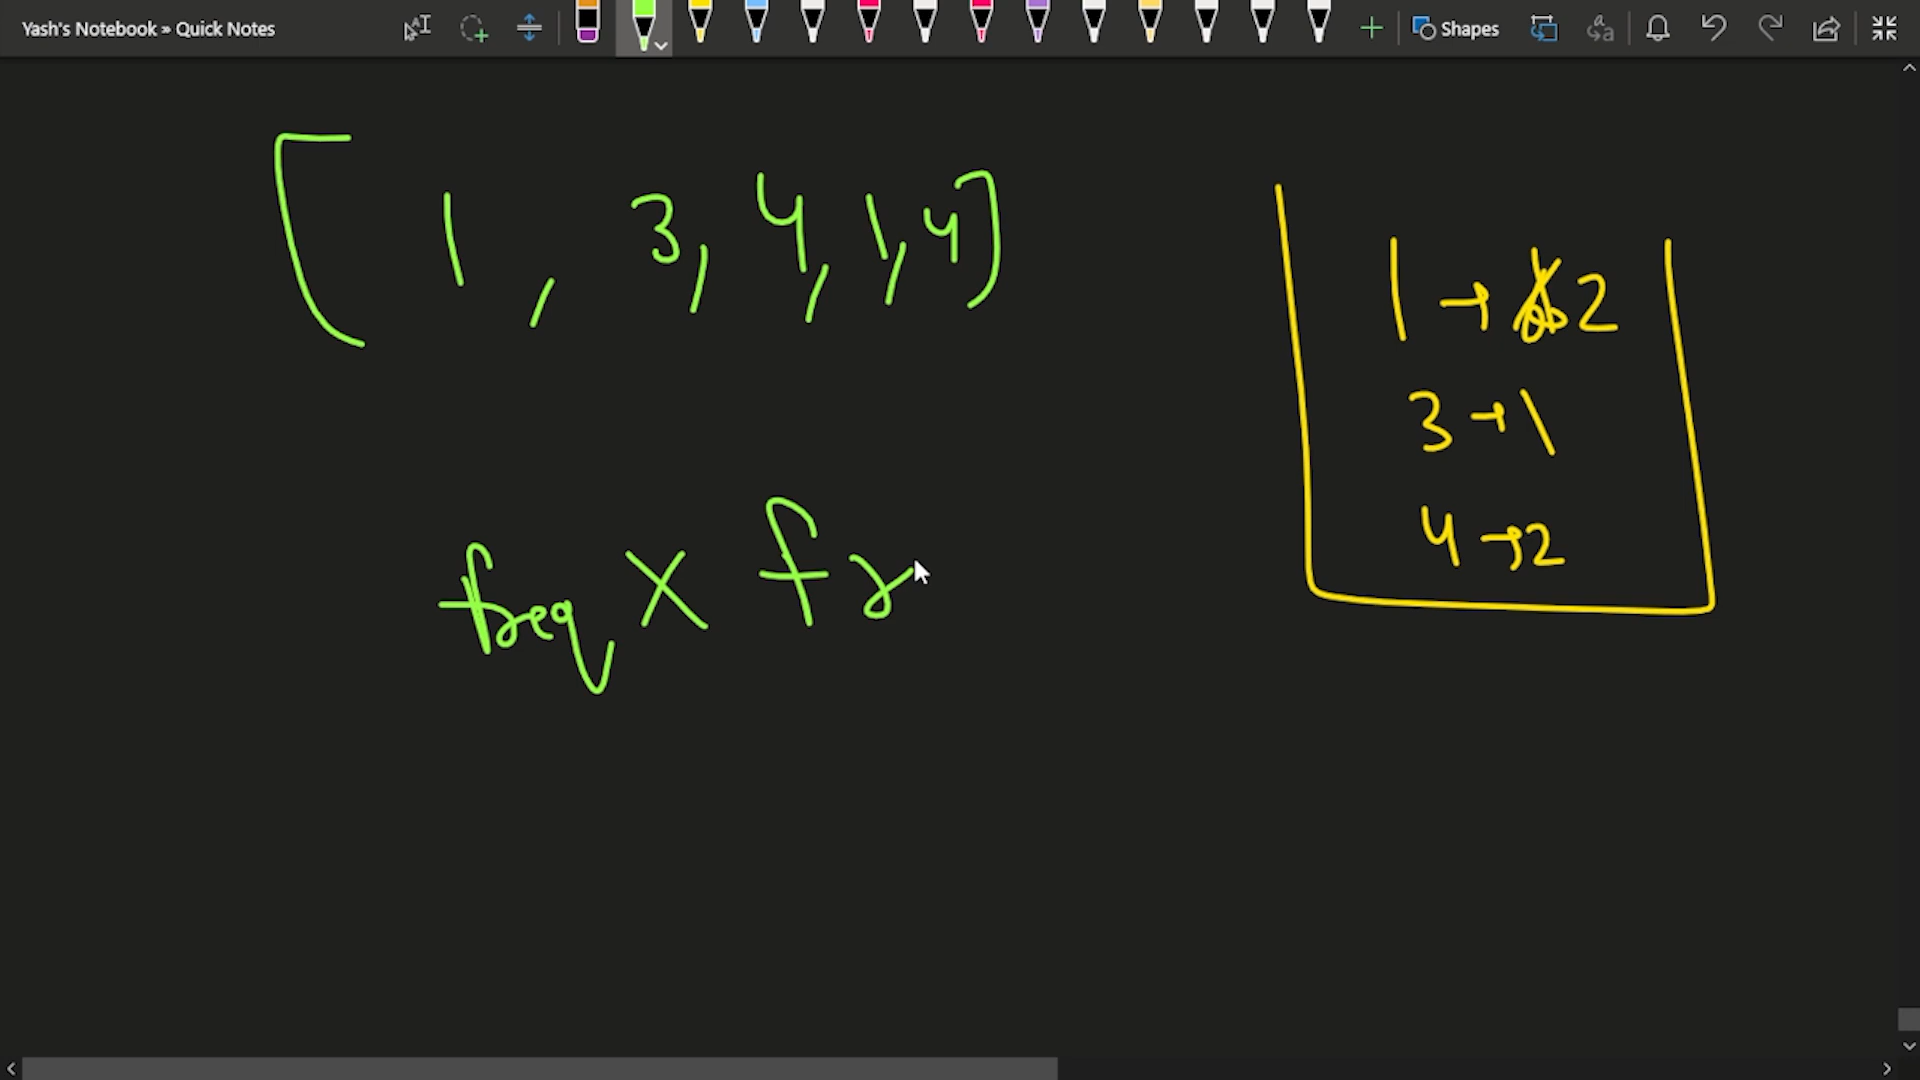 Yash's Notebook » Quick Notes
Shapes
[ 1 , 3, 4, 1, 4]
1 → 2
3 → 1
4 → 2
freq X fr